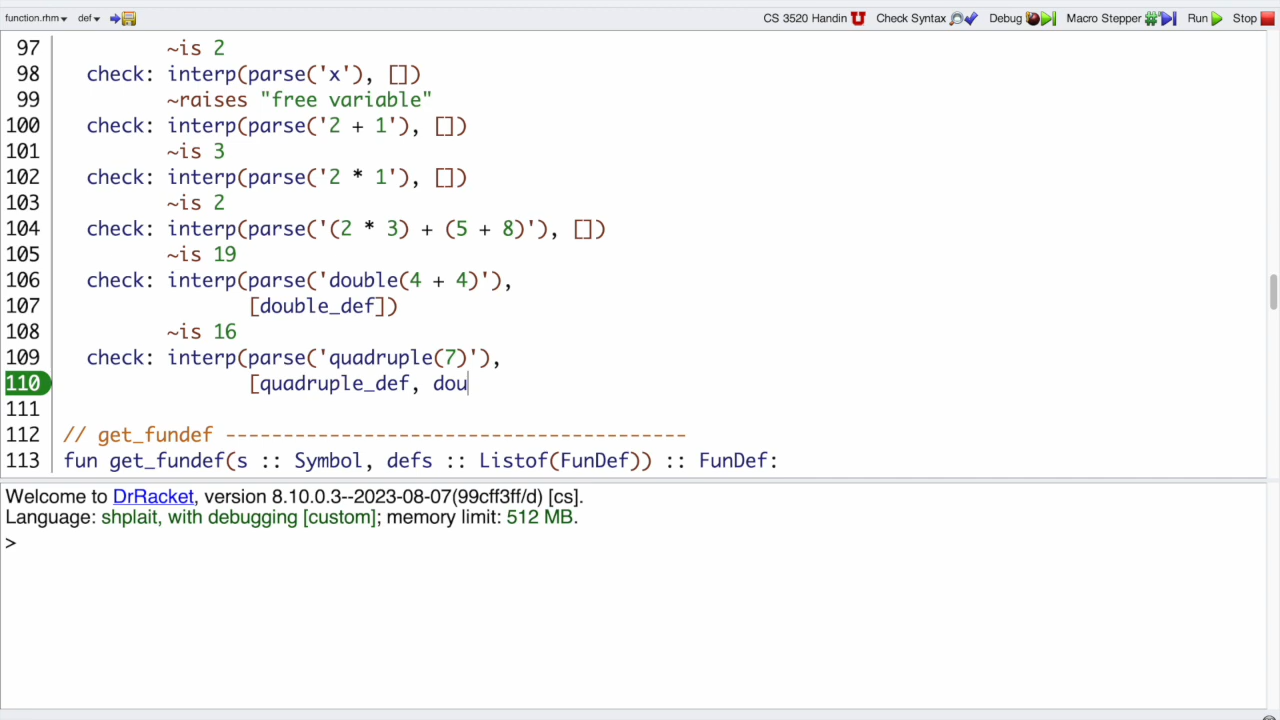 function.rhm▾ def▾ CS 3520 Handin Check Syntax Debug Macro Stepper Run Stop
97 ~is 2
98 check: interp(parse('x'), [])
99 ~raises "free variable"
100 check: interp(parse('2 + 1'), [])
101 ~is 3
102 check: interp(parse('2 * 1'), [])
103 ~is 2
104 check: interp(parse('(2 * 3) + (5 + 8)'), [])
105 ~is 19
106 check: interp(parse('double(4 + 4)'),
107 [double_def])
108 ~is 16
109 check: interp(parse('quadruple(7)'),
110 [quadruple_def, dou
111
112 // get_fundef ----------------------------------------
113 fun get_fundef(s :: Symbol, defs :: Listof(FunDef)) :: FunDef:
Welcome to DrRacket, version 8.10.0.3--2023-08-07(99cff3ff/d) [cs].
Language: shplait, with debugging [custom]; memory limit: 512 MB.
>